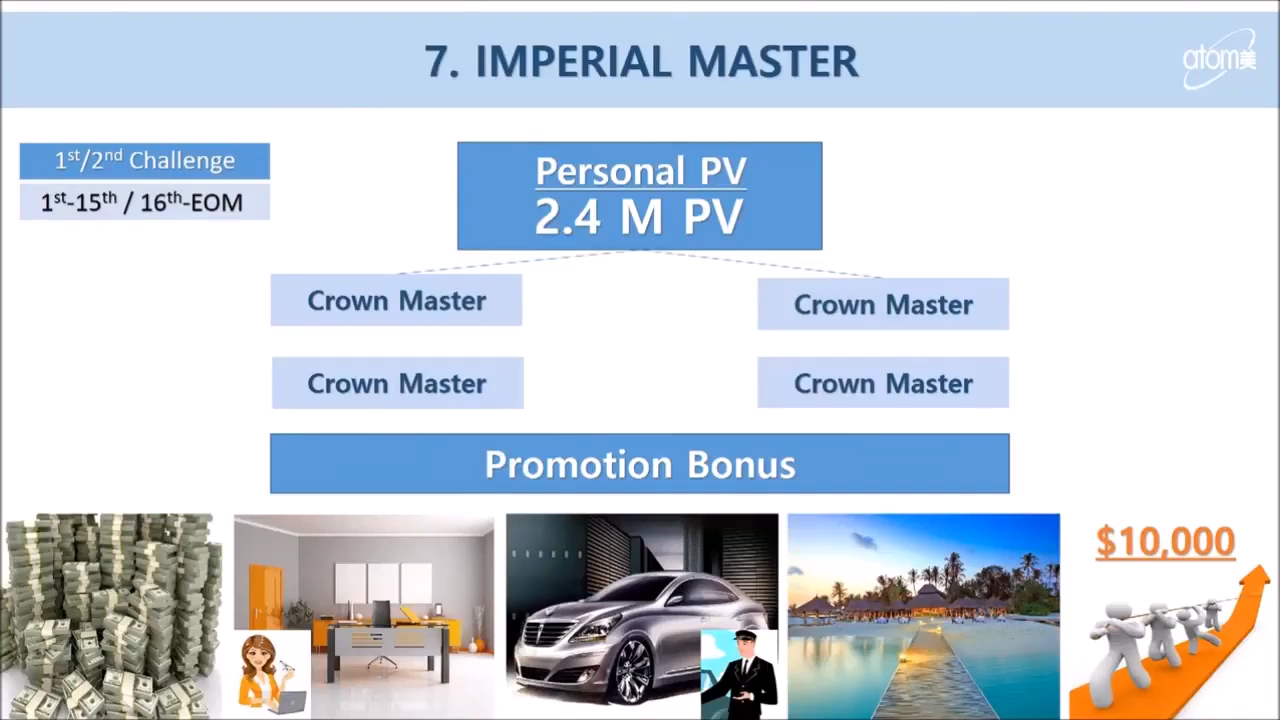 7. IMPERIAL MASTER
atom美
1st/2nd Challenge
1st-15th / 16th-EOM
Personal PV
2.4 M PV
Crown Master
Crown Master
Crown Master
Crown Master
Promotion Bonus
$10,000